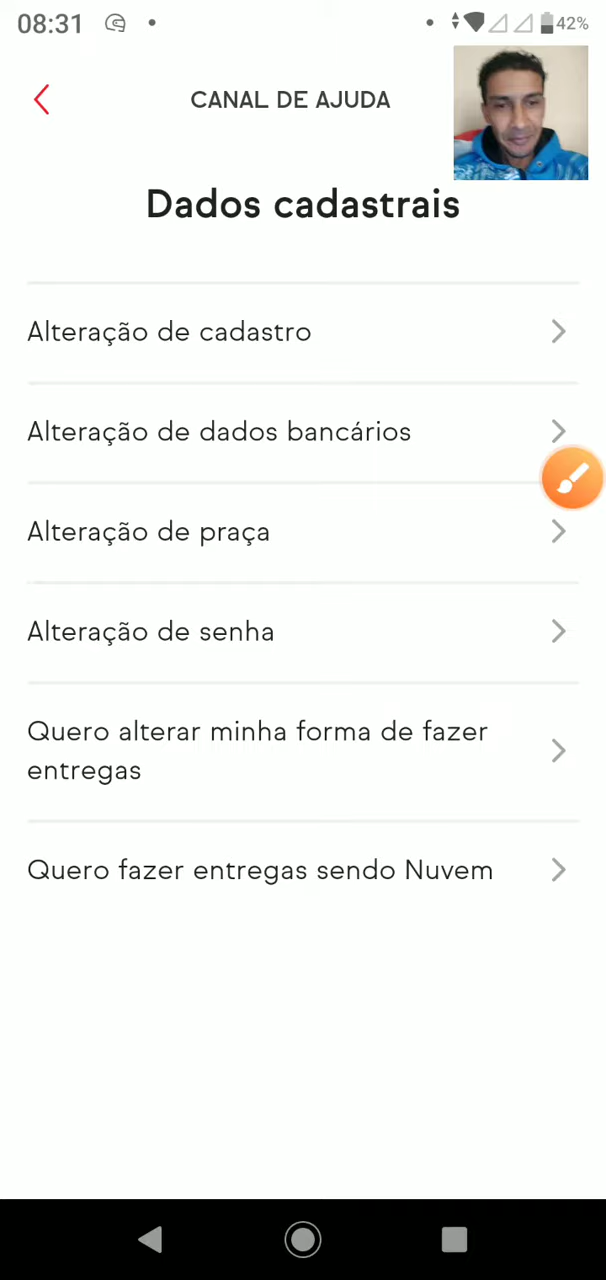 08:31
42%
CANAL DE AJUDA
Dados cadastrais
Alteração de cadastro
Alteração de dados bancários
Alteração de praça
Alteração de senha
Quero alterar minha forma de fazer
entregas
Quero fazer entregas sendo Nuvem